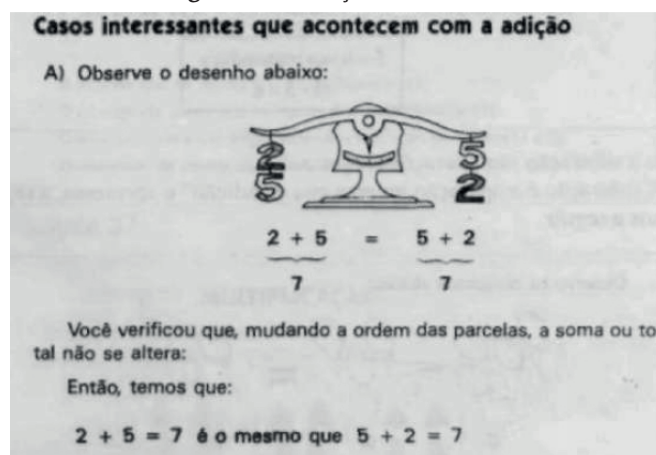 Casos interessantes que acontecem com a adição
A) Observe o desenho abaixo:
2 5
5 2
2 + 5 = 5 + 2
7 7
Você verificou que, mudando a ordem das parcelas, a soma ou to
tal não se altera:
Então, temos que:
2 + 5 = 7 é o mesmo que 5 + 2 = 7